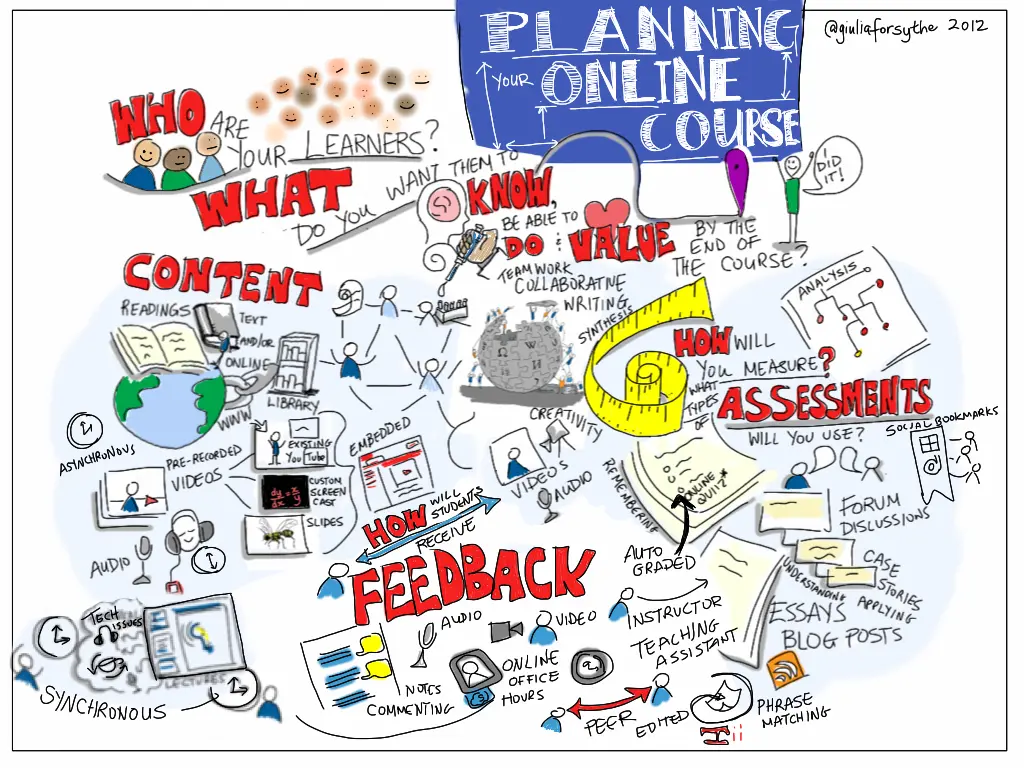 PLANNING
YOUR ONLINE
COURSE
@giuliaforsythe 2012
WHO ARE
YOUR LEARNERS?
WHAT
DO YOU WANT THEM TO
KNOW,
BE ABLE TO
DO & VALUE
BY THE
END OF
THE COURSE?
I
DID
IT!
CONTENT
READINGS
TEXT
AND/OR
ONLINE
LIBRARY
WWW
ASYNCHRONOUS
PRE-RECORDED
VIDEOS
EXISTING
YouTube
CUSTOM
SCREEN
CAST
dy/dx = x/y
SLIDES
AUDIO
EMBEDDED
TECH
ISSUES
LECTURES
SYNCHRONOUS
TEAMWORK
COLLABORATIVE
WRITING
SYNTHESIS
Ω W
И
CREATIVITY
VIDEOS
AUDIO
HOW WILL
YOU MEASURE?
WHAT
TYPES
OF
ASSESSMENTS
WILL YOU USE?
ANALYSIS
SOCIAL BOOKMARKS
REMEMBERING
ONLINE
QUIZ*
AUTO
GRADED
FORUM
DISCUSSIONS
CASE
STORIES
UNDERSTANDING
APPLYING
ESSAYS
BLOG POSTS
PHRASE
MATCHING
Tii
HOW WILL
STUDENTS
RECEIVE
FEEDBACK
NOTES
COMMENTING
AUDIO
VIDEO
ONLINE
OFFICE
HOURS
INSTRUCTOR
TEACHING
ASSISTANT
PEER EDITED